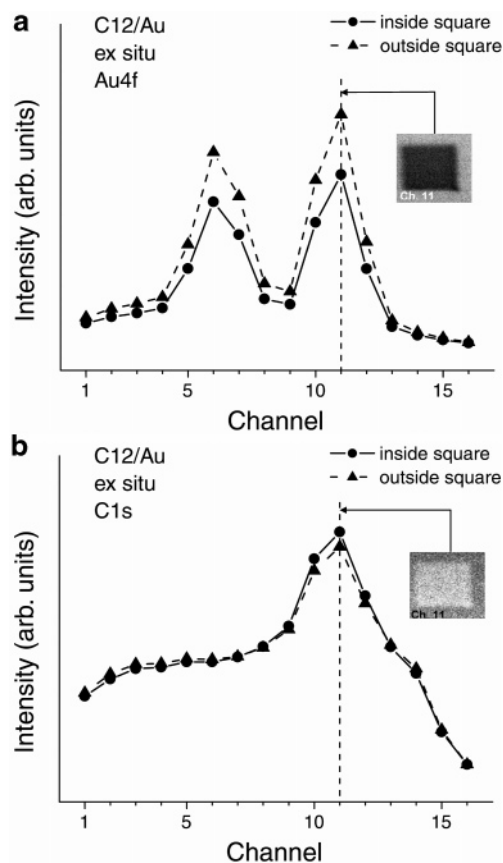 a
C12/Au
ex situ
Au4f
inside square
outside square
Ch. 11
Intensity (arb. units)
1 5 10 15
Channel
b
C12/Au
ex situ
C1s
inside square
outside square
Ch. 11
Intensity (arb. units)
1 5 10 15
Channel